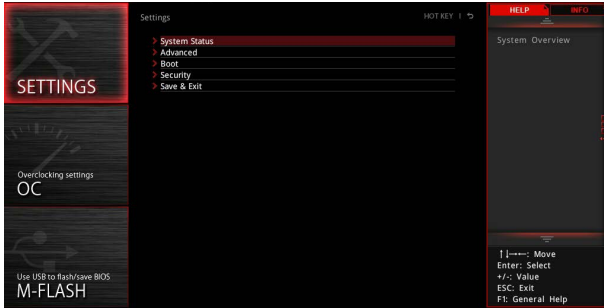 Settings
HOT KEY |
HELP
INFO
System Status
Advanced
Boot
Security
Save & Exit
System Overview
SETTINGS
Overclocking settings
OC
Use USB to flash/save BIOS
M-FLASH
↑↓→←: Move
Enter: Select
+/-: Value
ESC: Exit
F1: General Help